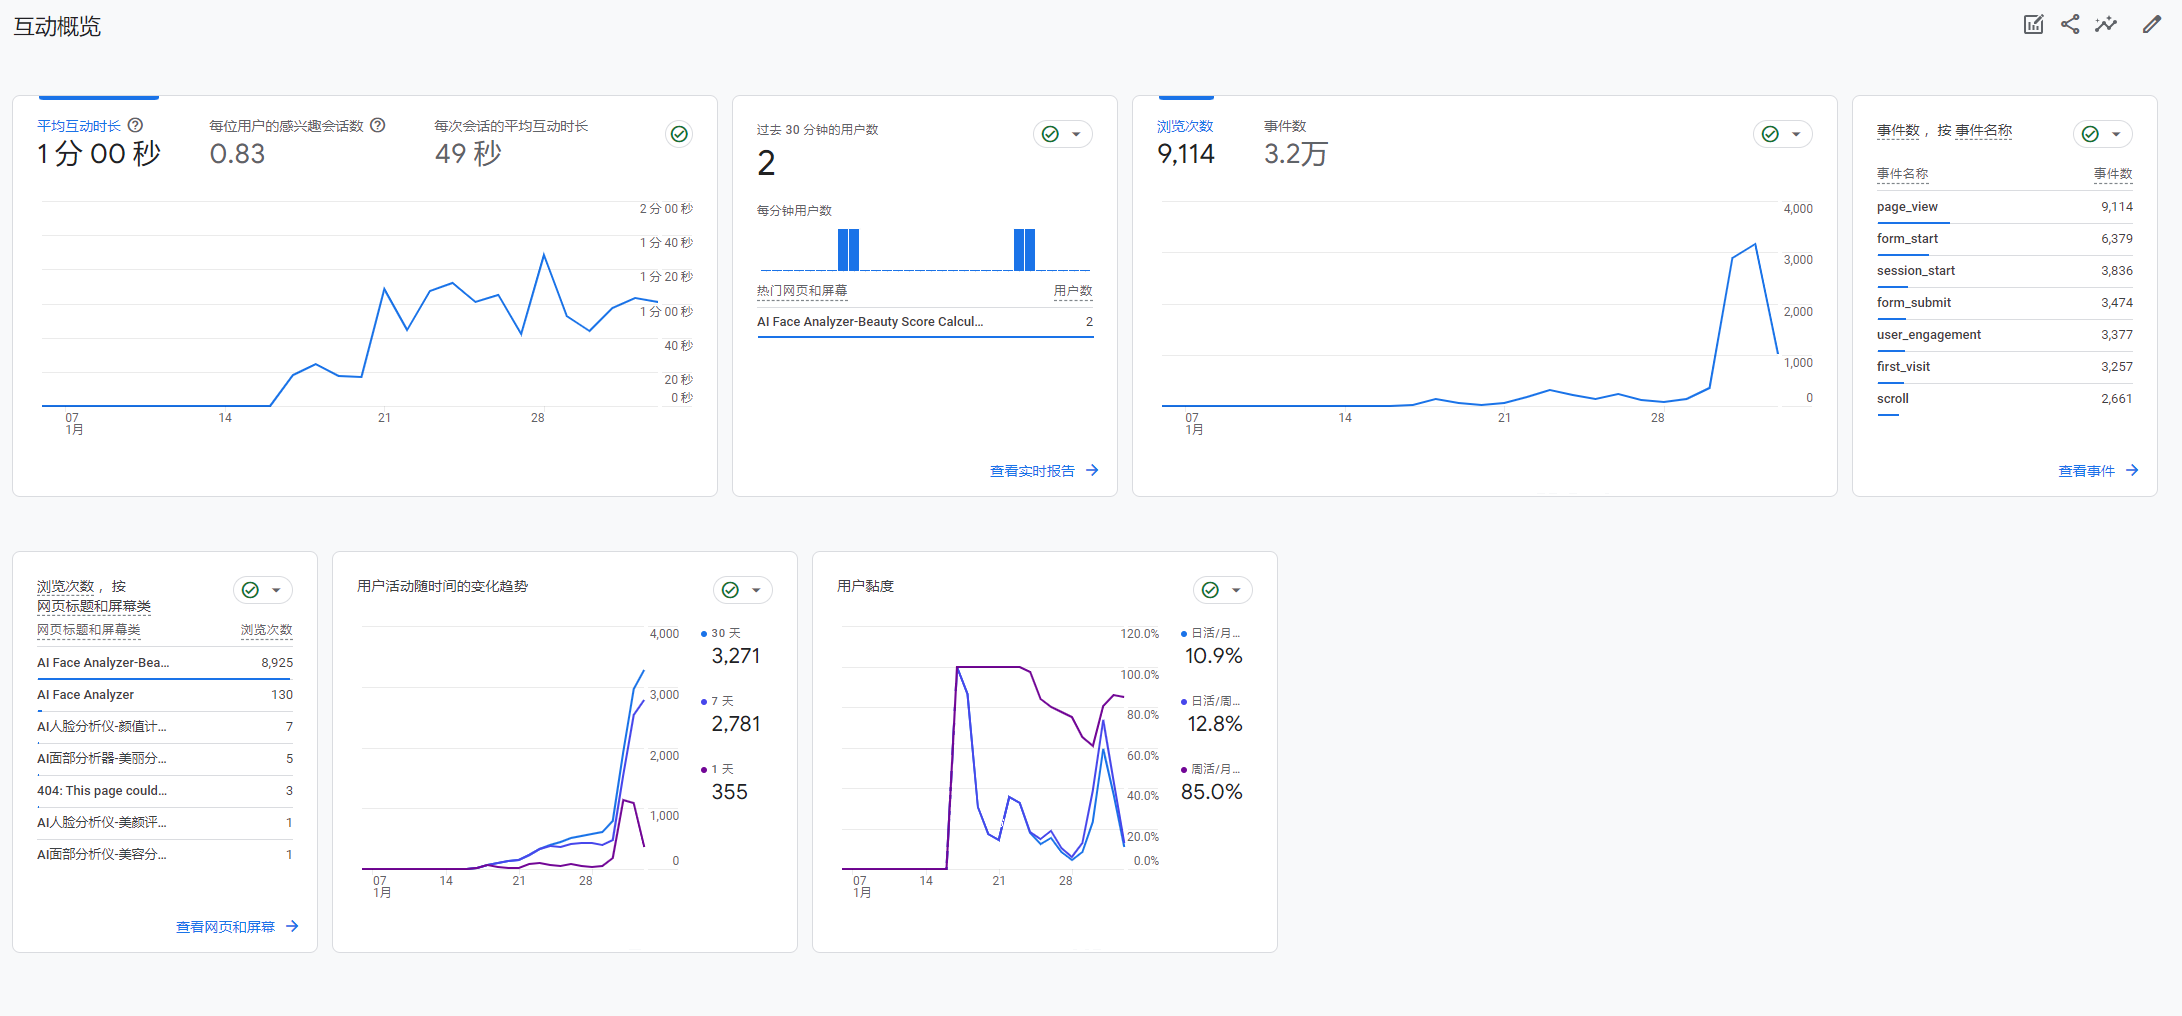 互动概览
平均互动时长
1 分 00 秒
每位用户的感兴趣会话数
0.83
每次会话的平均互动时长
49 秒
2 分 00 秒
1 分 40 秒
1 分 20 秒
1 分 00 秒
40 秒
20 秒
0 秒
07
1月
14
21
28
过去 30 分钟的用户数
2
每分钟用户数
热门网页和屏幕 用户数
AI Face Analyzer-Beauty Score Calcul... 2
查看实时报告
浏览次数
9,114
事件数
3.2万
4,000
3,000
2,000
1,000
0
07
1月
14
21
28
事件数，按 事件名称
事件名称 事件数
page_view 9,114
form_start 6,379
session_start 3,836
form_submit 3,474
user_engagement 3,377
first_visit 3,257
scroll 2,661
查看事件
浏览次数，按
网页标题和屏幕类
网页标题和屏幕类 浏览次数
AI Face Analyzer-Bea... 8,925
AI Face Analyzer 130
AI人脸分析仪-颜值计... 7
AI面部分析器-美丽分... 5
404: This page could... 3
AI人脸分析仪-美颜评... 1
AI面部分析仪-美容分... 1
查看网页和屏幕
用户活动随时间的变化趋势
4,000
3,000
2,000
1,000
0
07
1月
14
21
28
30 天
3,271
7 天
2,781
1 天
355
用户黏度
120.0%
100.0%
80.0%
60.0%
40.0%
20.0%
0.0%
07
1月
14
21
28
日活/月...
10.9%
日活/周...
12.8%
周活/月...
85.0%